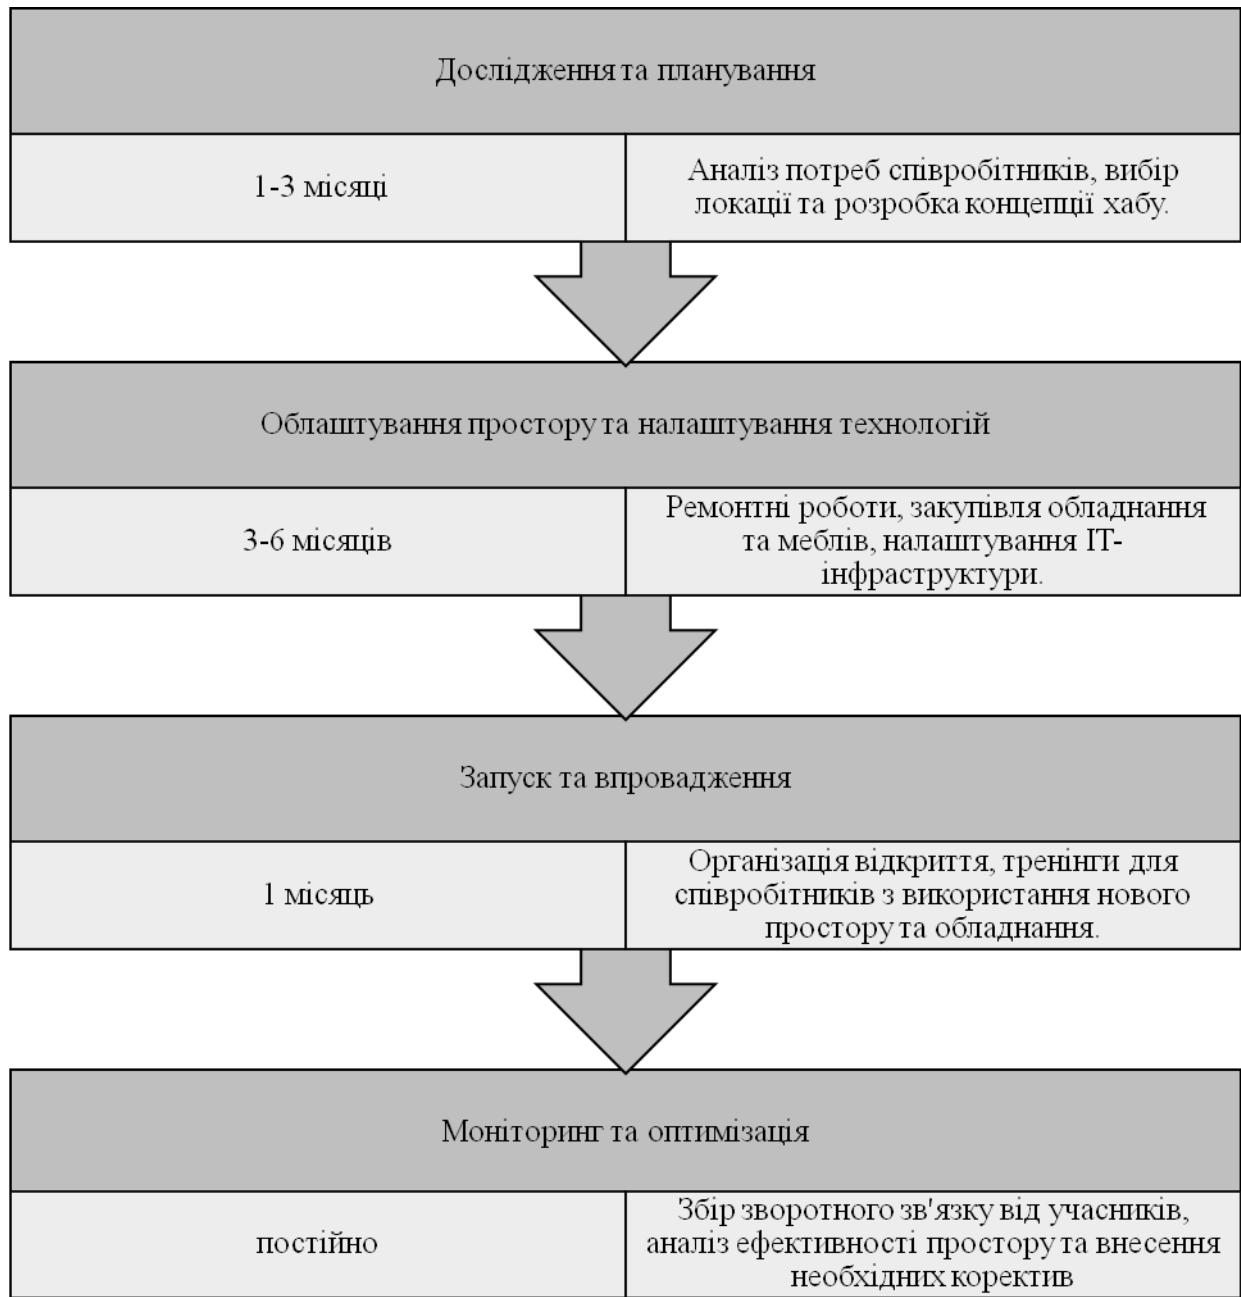 Дослідження та планування
1-3 місяці
Аналіз потреб співробітників, вибір
локації та розробка концепції хабу.
Облаштування простору та налаштування технологій
3-6 місяців
Ремонтні роботи, закупівля обладнання
та меблів, налаштування ІТ-
інфраструктури.
Запуск та впровадження
1 місяць
Організація відкриття, тренінги для
співробітників з використання нового
простору та обладнання.
Моніторинг та оптимізація
постійно
Збір зворотного зв'язку від учасників,
аналіз ефективності простору та внесення
необхідних коректив